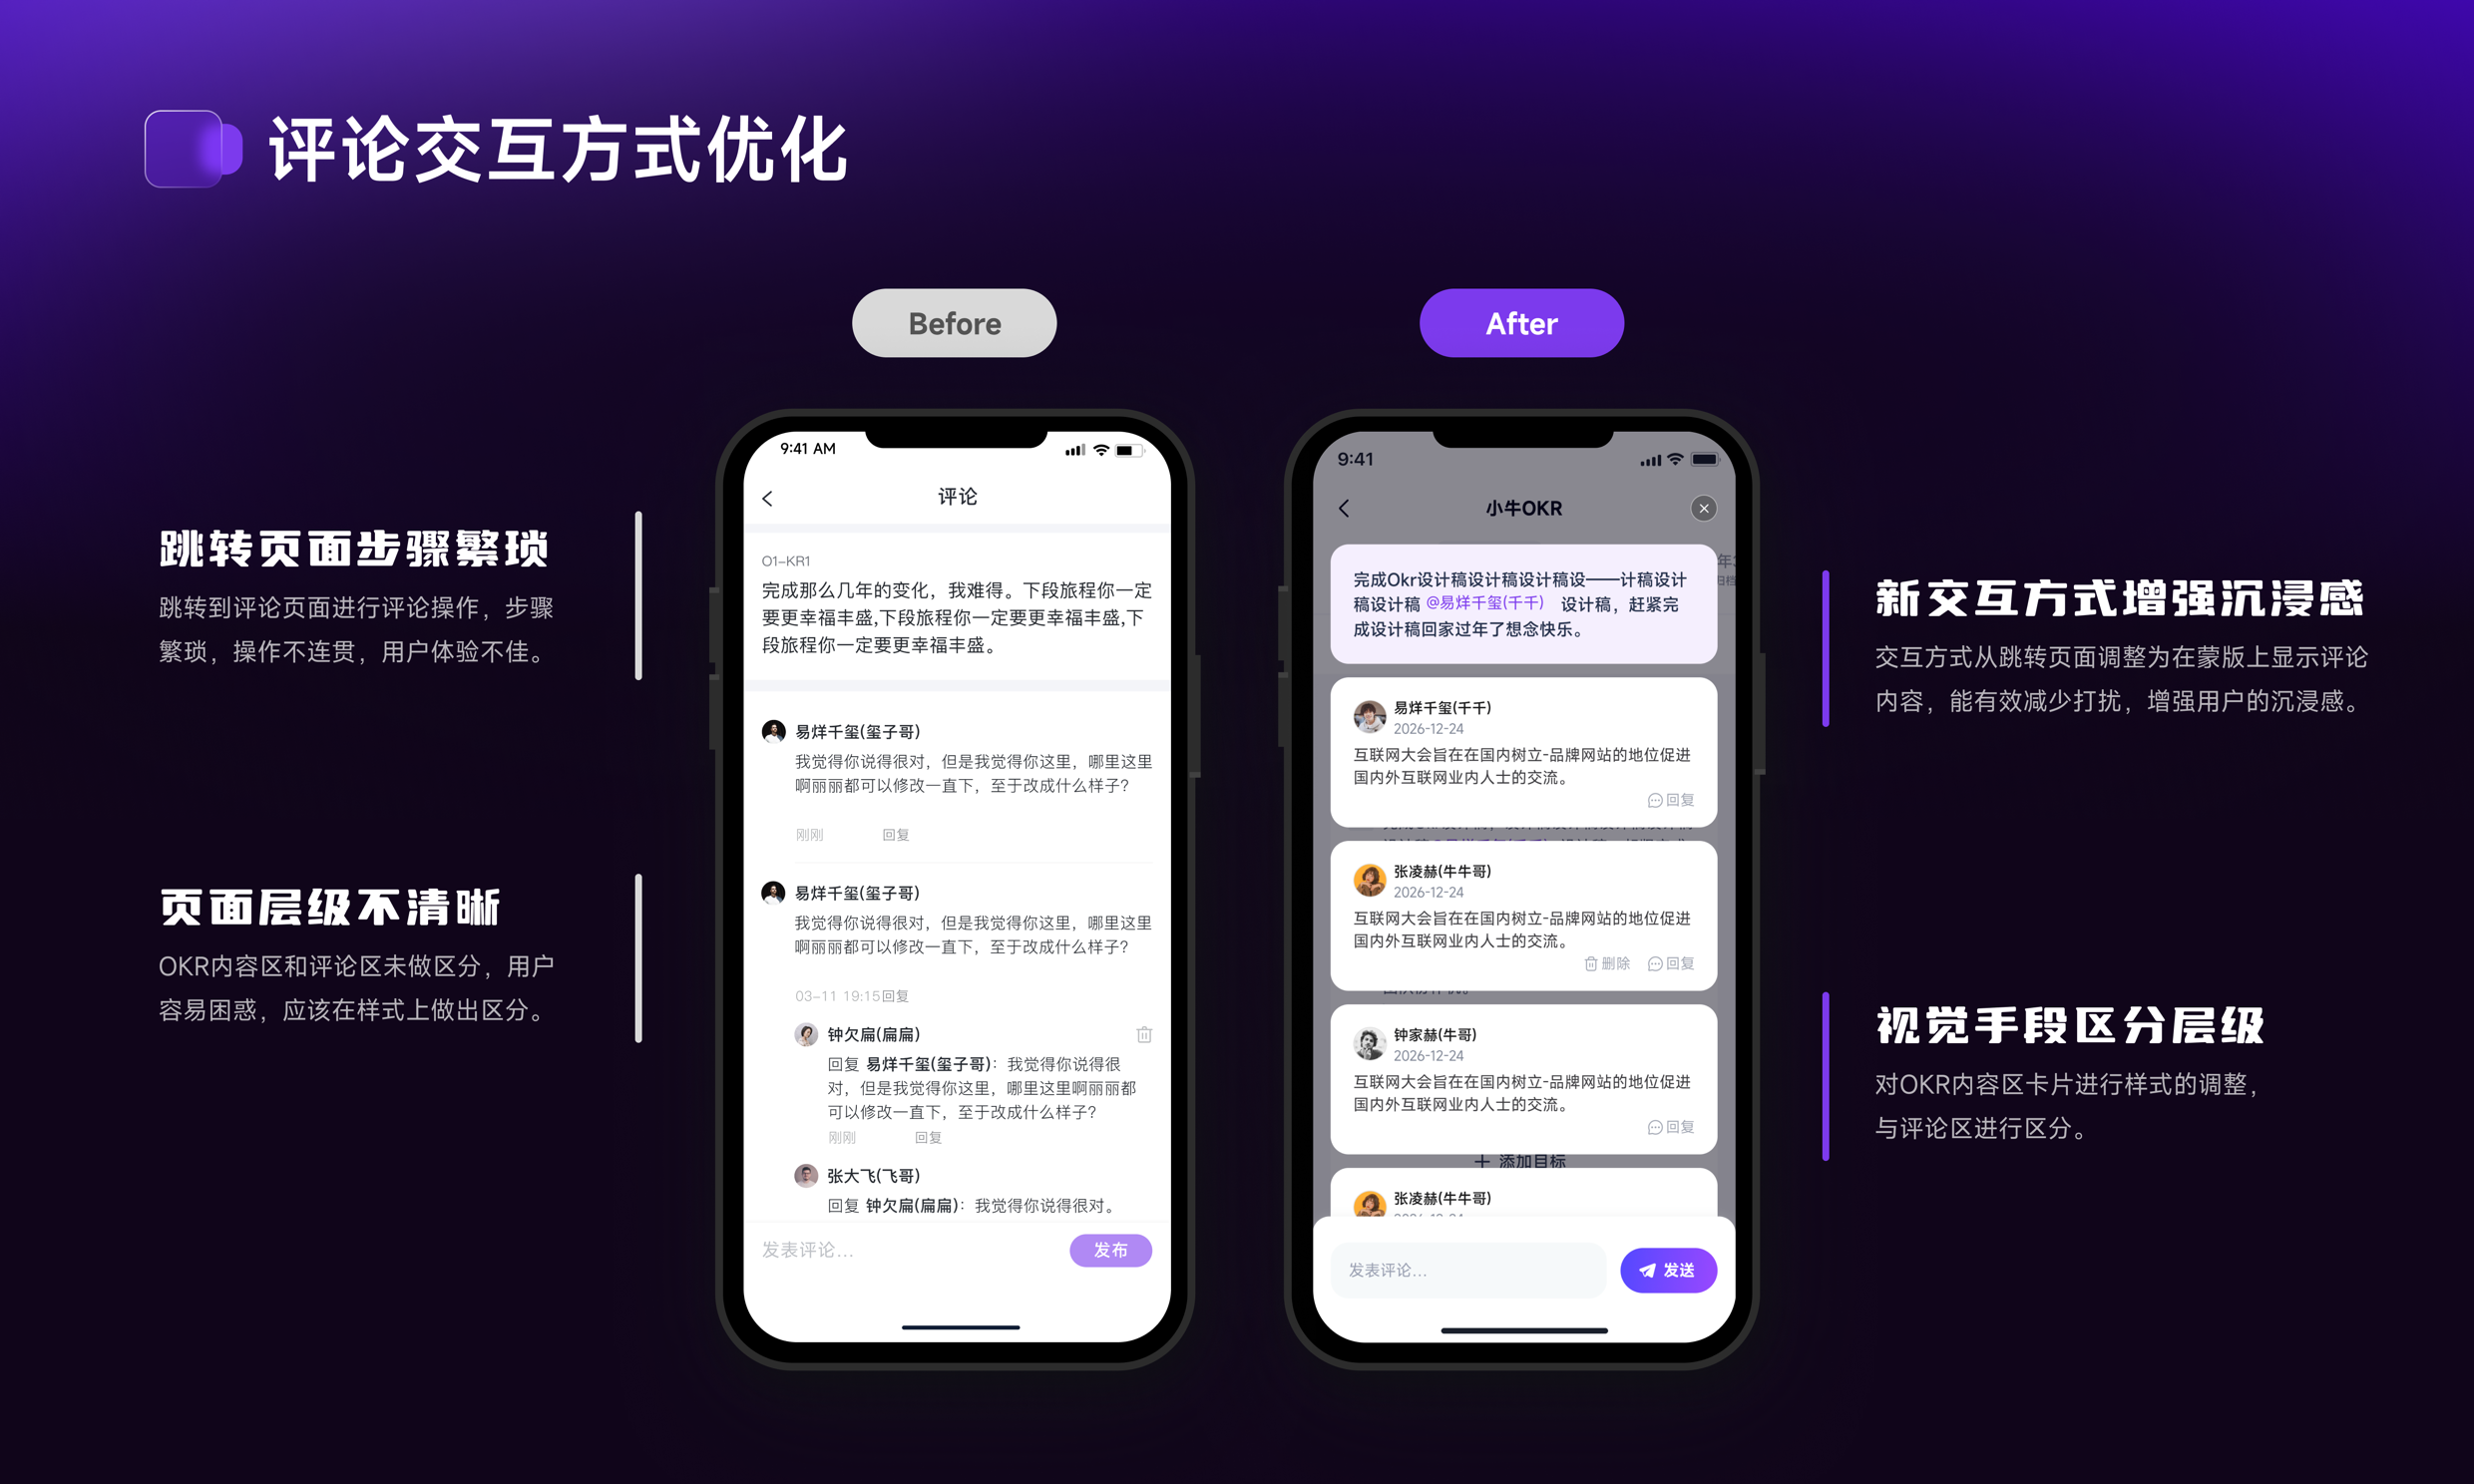 评论交互方式优化
Before
After
跳转页面步骤繁琐
跳转到评论页面进行评论操作，步骤
繁琐，操作不连贯，用户体验不佳。
页面层级不清晰
OKR内容区和评论区未做区分，用户
容易困惑，应该在样式上做出区分。
9:41 AM
评论
O1-KR1
完成那么几年的变化，我难得。下段旅程你一定
要更幸福丰盛,下段旅程你一定要更幸福丰盛,下
段旅程你一定要更幸福丰盛。
易烊千玺(玺子哥)
我觉得你说得很对，但是我觉得你这里，哪里这里
啊丽丽都可以修改一直下，至于改成什么样子？
刚刚 回复
易烊千玺(玺子哥)
我觉得你说得很对，但是我觉得你这里，哪里这里
啊丽丽都可以修改一直下，至于改成什么样子？
03-11 19:15 回复
钟欠扁(扁扁)
回复 易烊千玺(玺子哥)：我觉得你说得很
对，但是我觉得你这里，哪里这里啊丽丽都
可以修改一直下，至于改成什么样子？
刚刚 回复
张大飞(飞哥)
回复 钟欠扁(扁扁)：我觉得你说得很对。
发表评论...
发布
9:41
小牛OKR
完成Okr设计稿设计稿设计稿设——计稿设计
稿设计稿 @易烊千玺(千千) 设计稿，赶紧完
成设计稿回家过年了想念快乐。
易烊千玺(千千)
2026-12-24
互联网大会旨在在国内树立-品牌网站的地位促进
国内外互联网业内人士的交流。
回复
张凌赫(牛牛哥)
2026-12-24
互联网大会旨在在国内树立-品牌网站的地位促进
国内外互联网业内人士的交流。
删除 回复
钟家赫(牛哥)
2026-12-24
互联网大会旨在在国内树立-品牌网站的地位促进
国内外互联网业内人士的交流。
回复
添加目标
张凌赫(牛牛哥)
发表评论...
发送
新交互方式增强沉浸感
交互方式从跳转页面调整为在蒙版上显示评论
内容，能有效减少打扰，增强用户的沉浸感。
视觉手段区分层级
对OKR内容区卡片进行样式的调整，
与评论区进行区分。